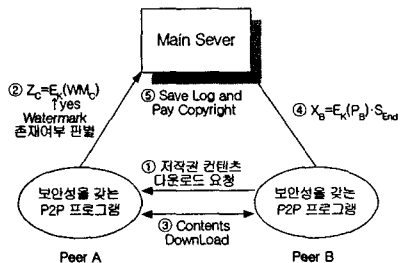 Main Sever
② Z_C=E_K(WM_C)
↑yes
Watermark
존재여부 판별
⑤ Save Log and
Pay Copyright
④ X_B=E_K(P_B)·S_End
① 저작권 컨텐츠
다운로드 요청
보안성을 갖는
P2P 프로그램
보안성을 갖는
P2P 프로그램
③ Contents
DownLoad
Peer A
Peer B